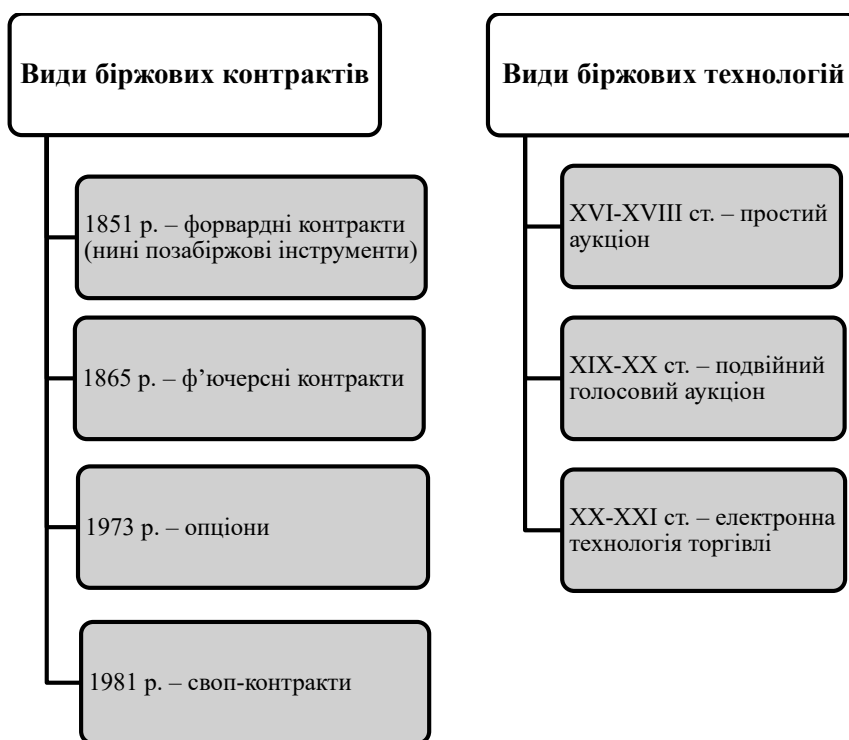 Види біржових контрактів
1851 р. – форвардні контракти
(нині позабіржові інструменти)
1865 р. – ф’ючерсні контракти
1973 р. – опціони
1981 р. – своп-контракти
Види біржових технологій
XVI-XVIII ст. – простий
аукціон
XIX-XX ст. – подвійний
голосовий аукціон
XX-XXI ст. – електронна
технологія торгівлі